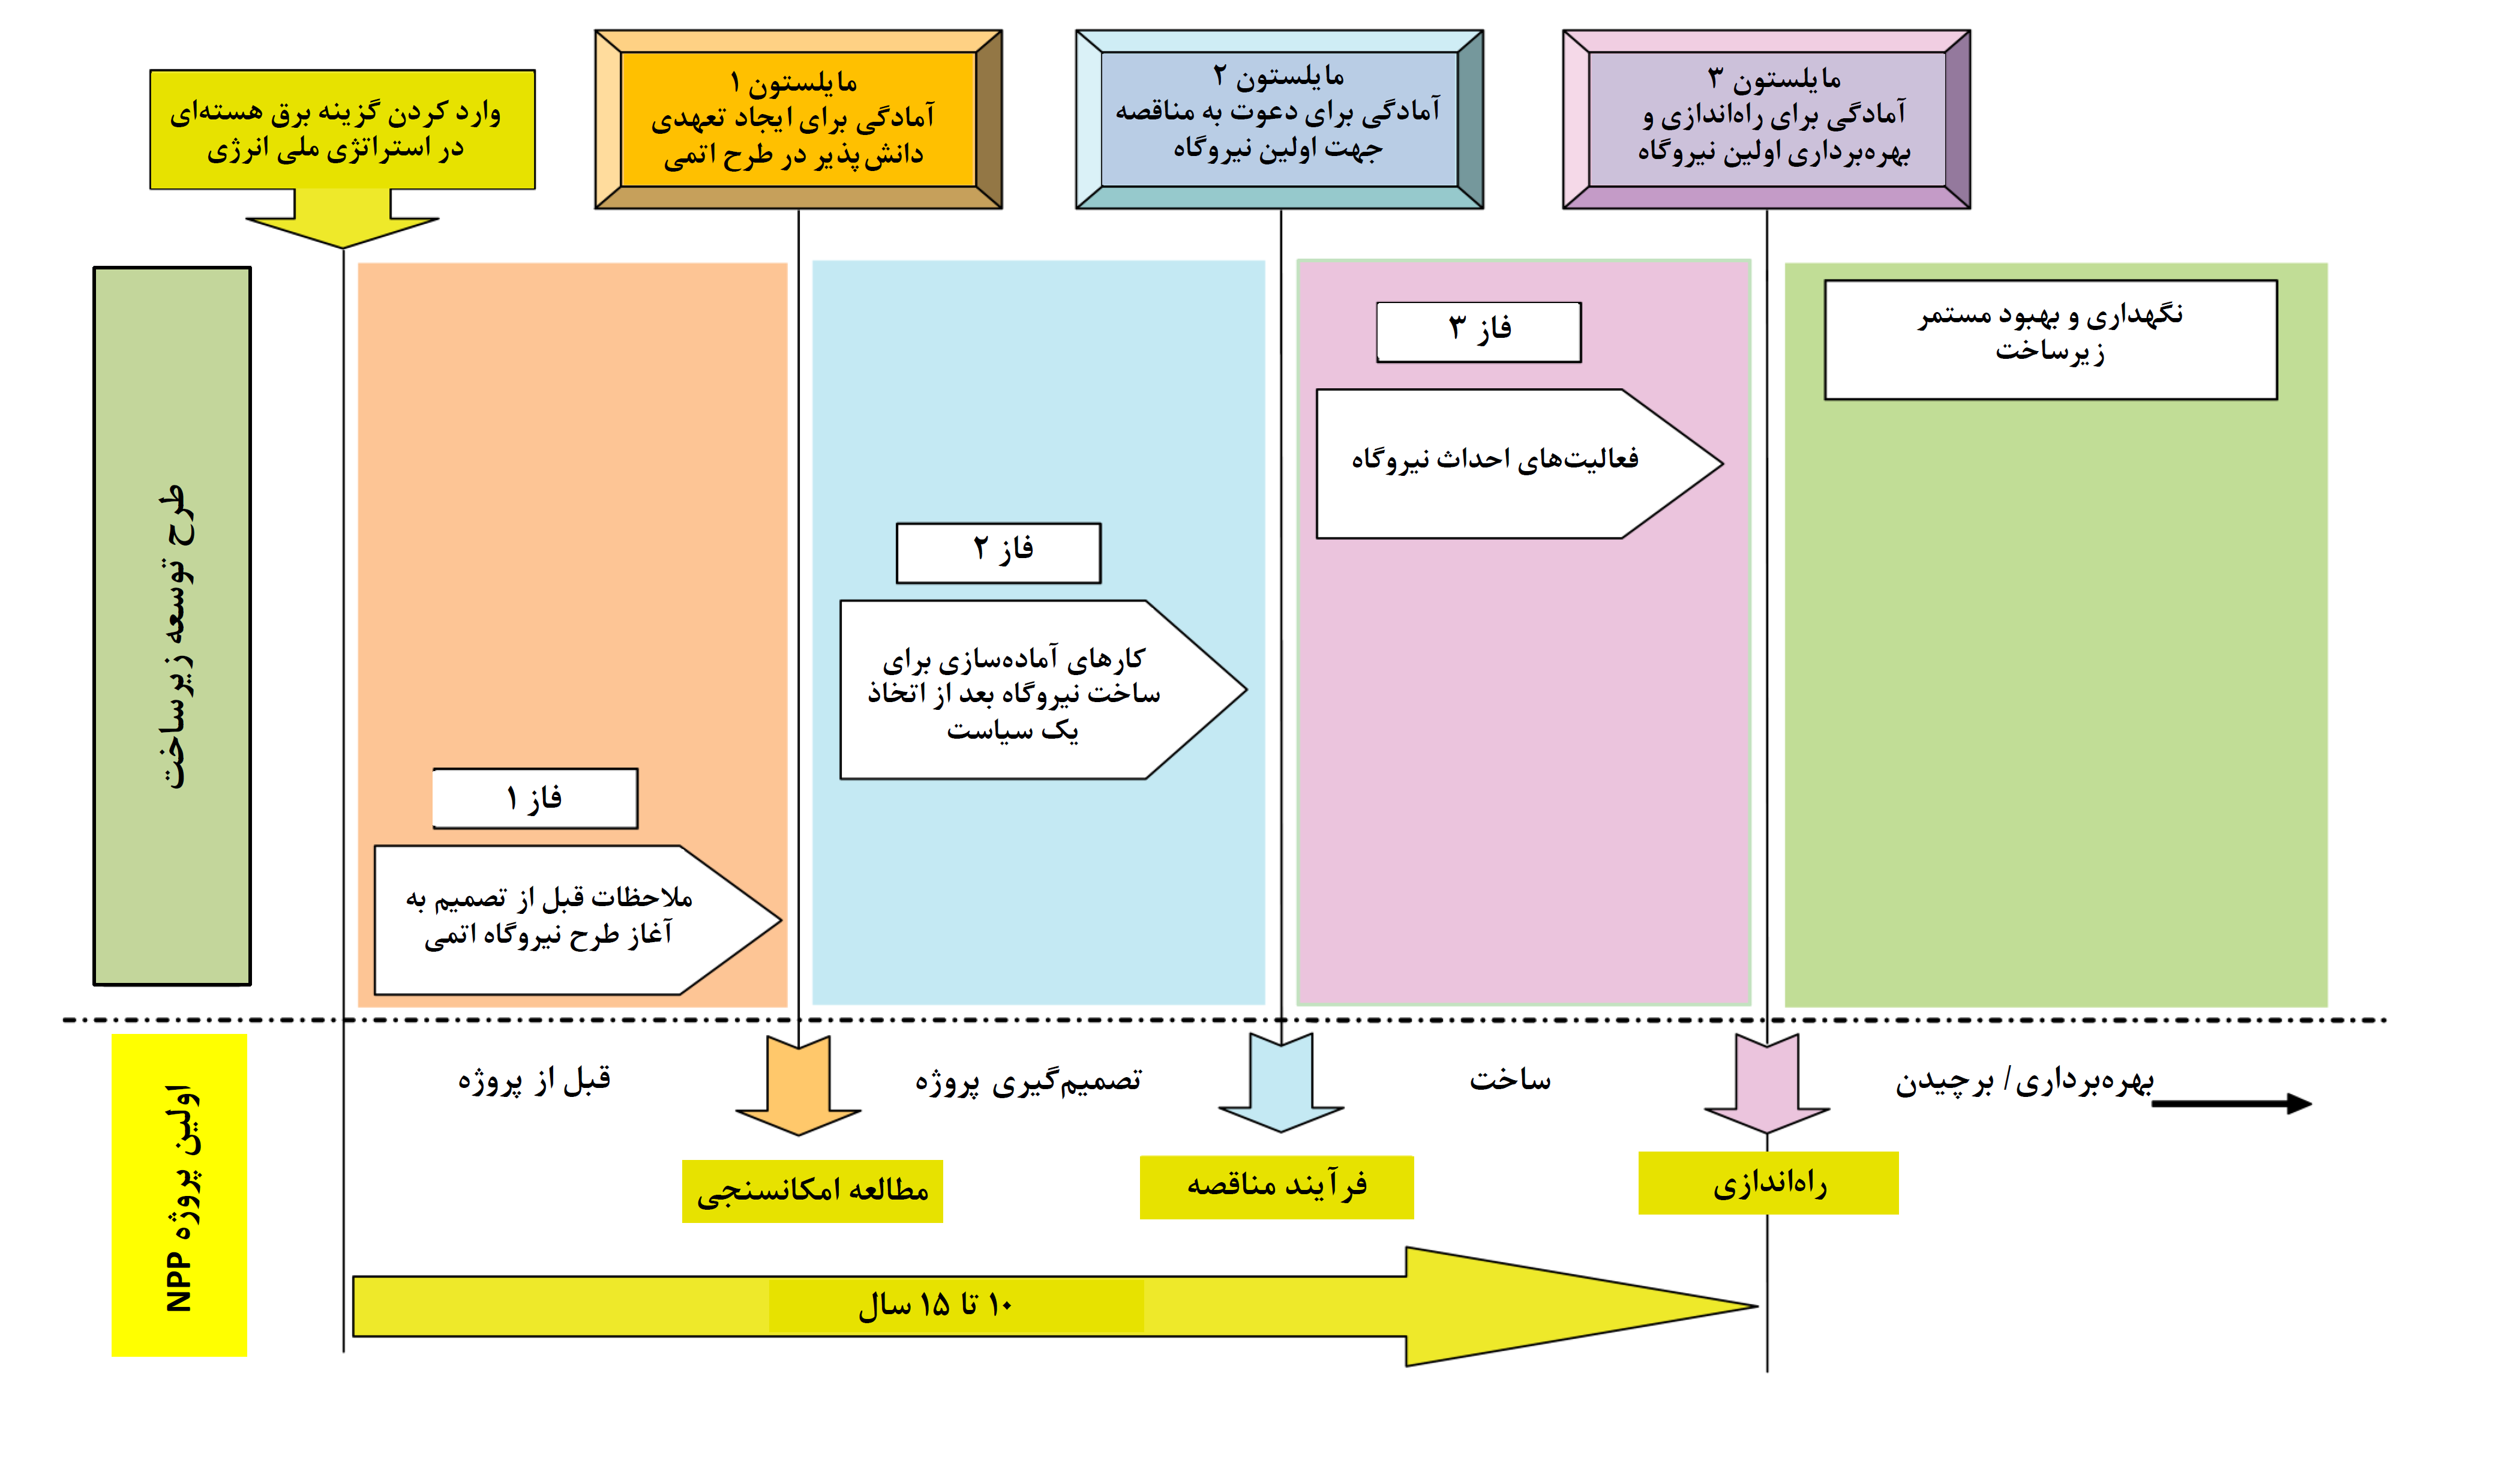 وارد کردن گزینه برق هسته‌ای
در استراتژی ملی انرژی
مایلستون ۱
آمادگی برای ایجاد تعهدی
دانش‌پذیر در طرح اتمی
مایلستون ۲
آمادگی برای دعوت به مناقصه
جهت اولین نیروگاه
مایلستون ۳
آمادگی برای راه‌اندازی و
بهره‌برداری اولین نیروگاه
طرح توسعه زیرساخت
فاز ۱
ملاحظات قبل از تصمیم به
آغاز طرح نیروگاه اتمی
فاز ۲
کارهای آماده‌سازی برای
ساخت نیروگاه بعد از اتخاذ
یک سیاست
فاز ۳
فعالیت‌های احداث نیروگاه
نگهداری و بهبود مستمر
زیرساخت
اولین پروژه NPP
قبل از پروژه
تصمیم‌گیری پروژه
ساخت
بهره‌برداری/ برچیدن
مطالعه امکانسنجی
فرآیند مناقصه
راه‌اندازی
۱۰ تا ۱۵ سال